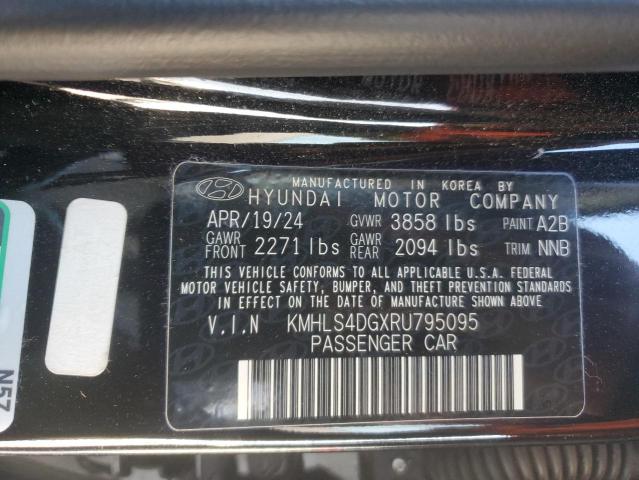 MANUFACTURED IN KOREA BY
HYUNDAI MOTOR COMPANY
APR/19/24 GVWR 3858 lbs PAINT A2B
GAWR FRONT 2271 lbs GAWR REAR 2094 lbs TRIM NNB
THIS VEHICLE CONFORMS TO ALL APPLICABLE U.S.A. FEDERAL
MOTOR VEHICLE SAFETY, BUMPER, AND THEFT PREVENTION STANDARDS
IN EFFECT ON THE DATE OF MANUFACTURE SHOWN ABOVE.
V.I.N KMHLS4DGXRU795095
PASSENGER CAR
N57